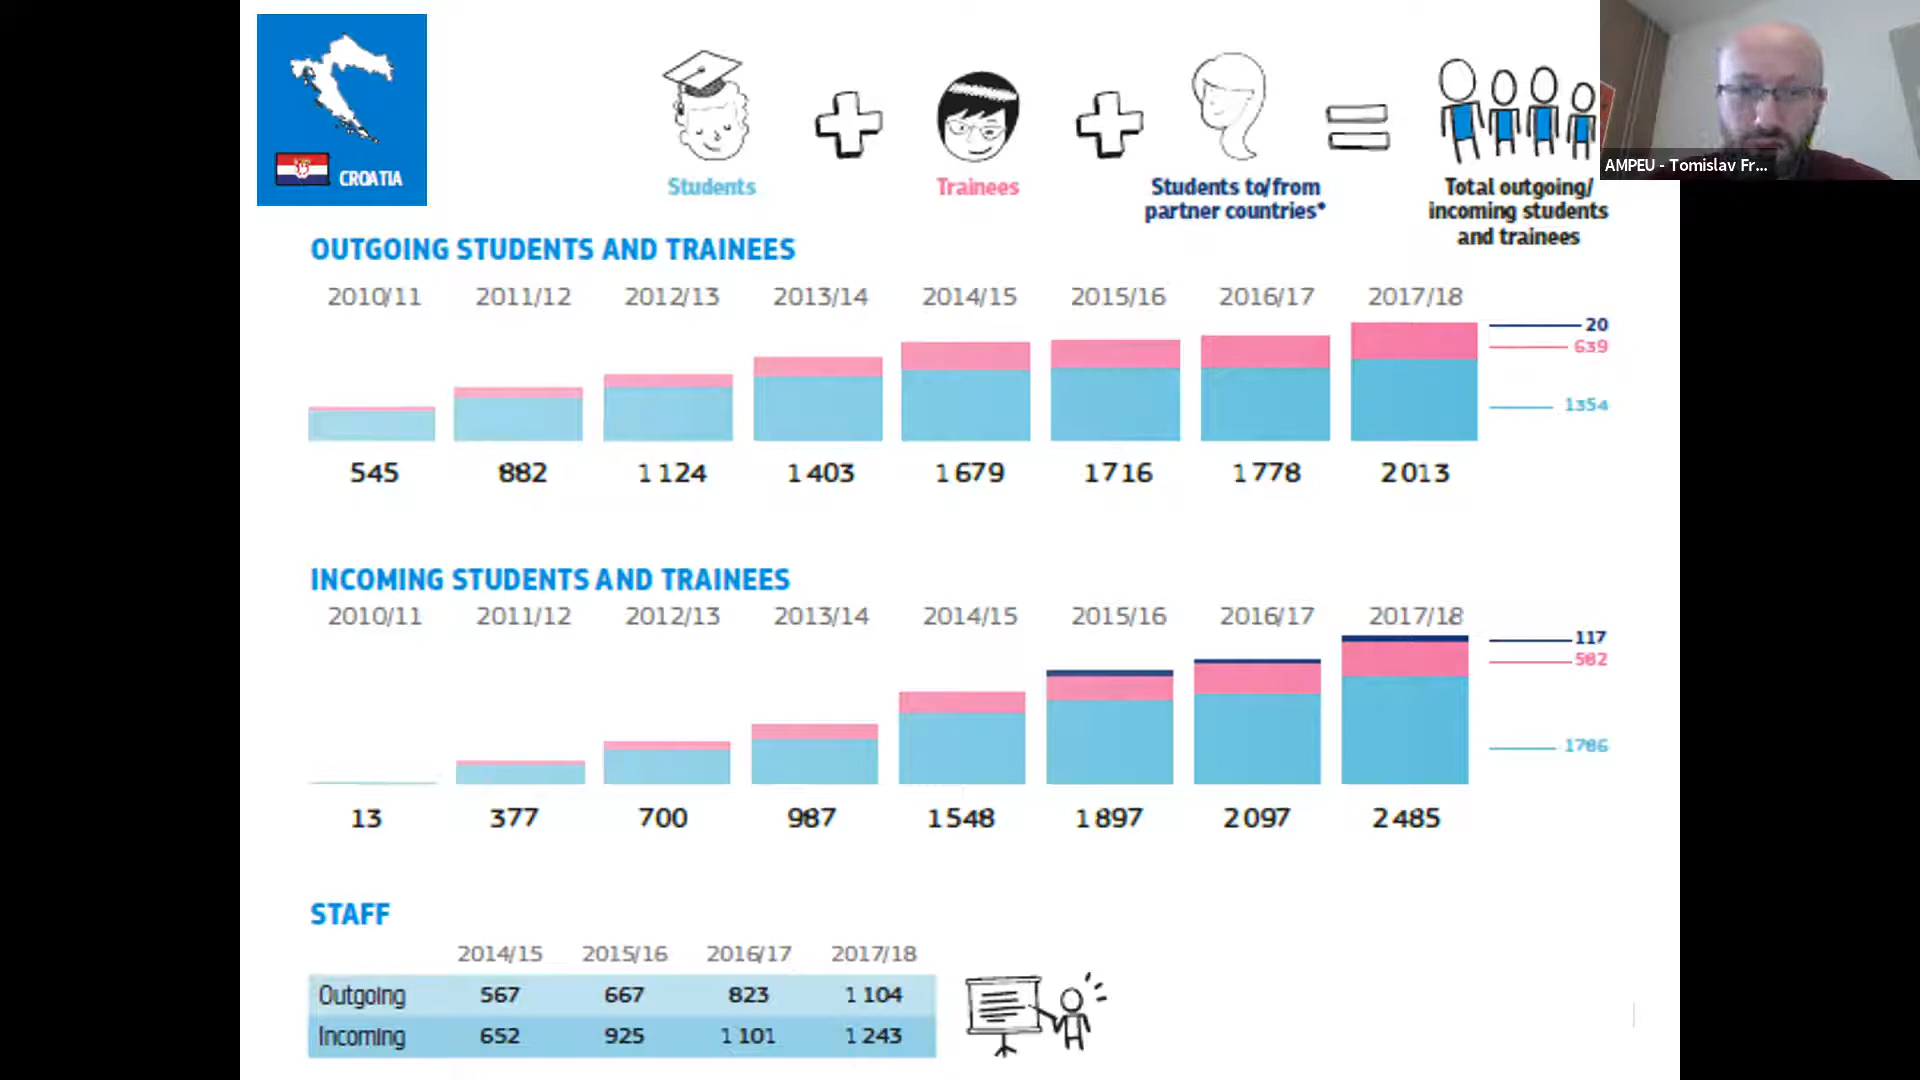 CROATIA
Students
Trainees
Students to/from
partner countries*
Total outgoing/
incoming students
and trainees
AMPEU - Tomislav Fr...
OUTGOING STUDENTS AND TRAINEES
2010/11 2011/12 2012/13 2013/14 2014/15 2015/16 2016/17 2017/18
20
639
1354
545 882 1 124 1 403 1 679 1 716 1 778 2 013
INCOMING STUDENTS AND TRAINEES
2010/11 2011/12 2012/13 2013/14 2014/15 2015/16 2016/17 2017/18
117
582
1786
13 377 700 987 1 548 1 897 2 097 2 485
STAFF
2014/15 2015/16 2016/17 2017/18
Outgoing 567 667 823 1 104
Incoming 652 925 1 101 1 243